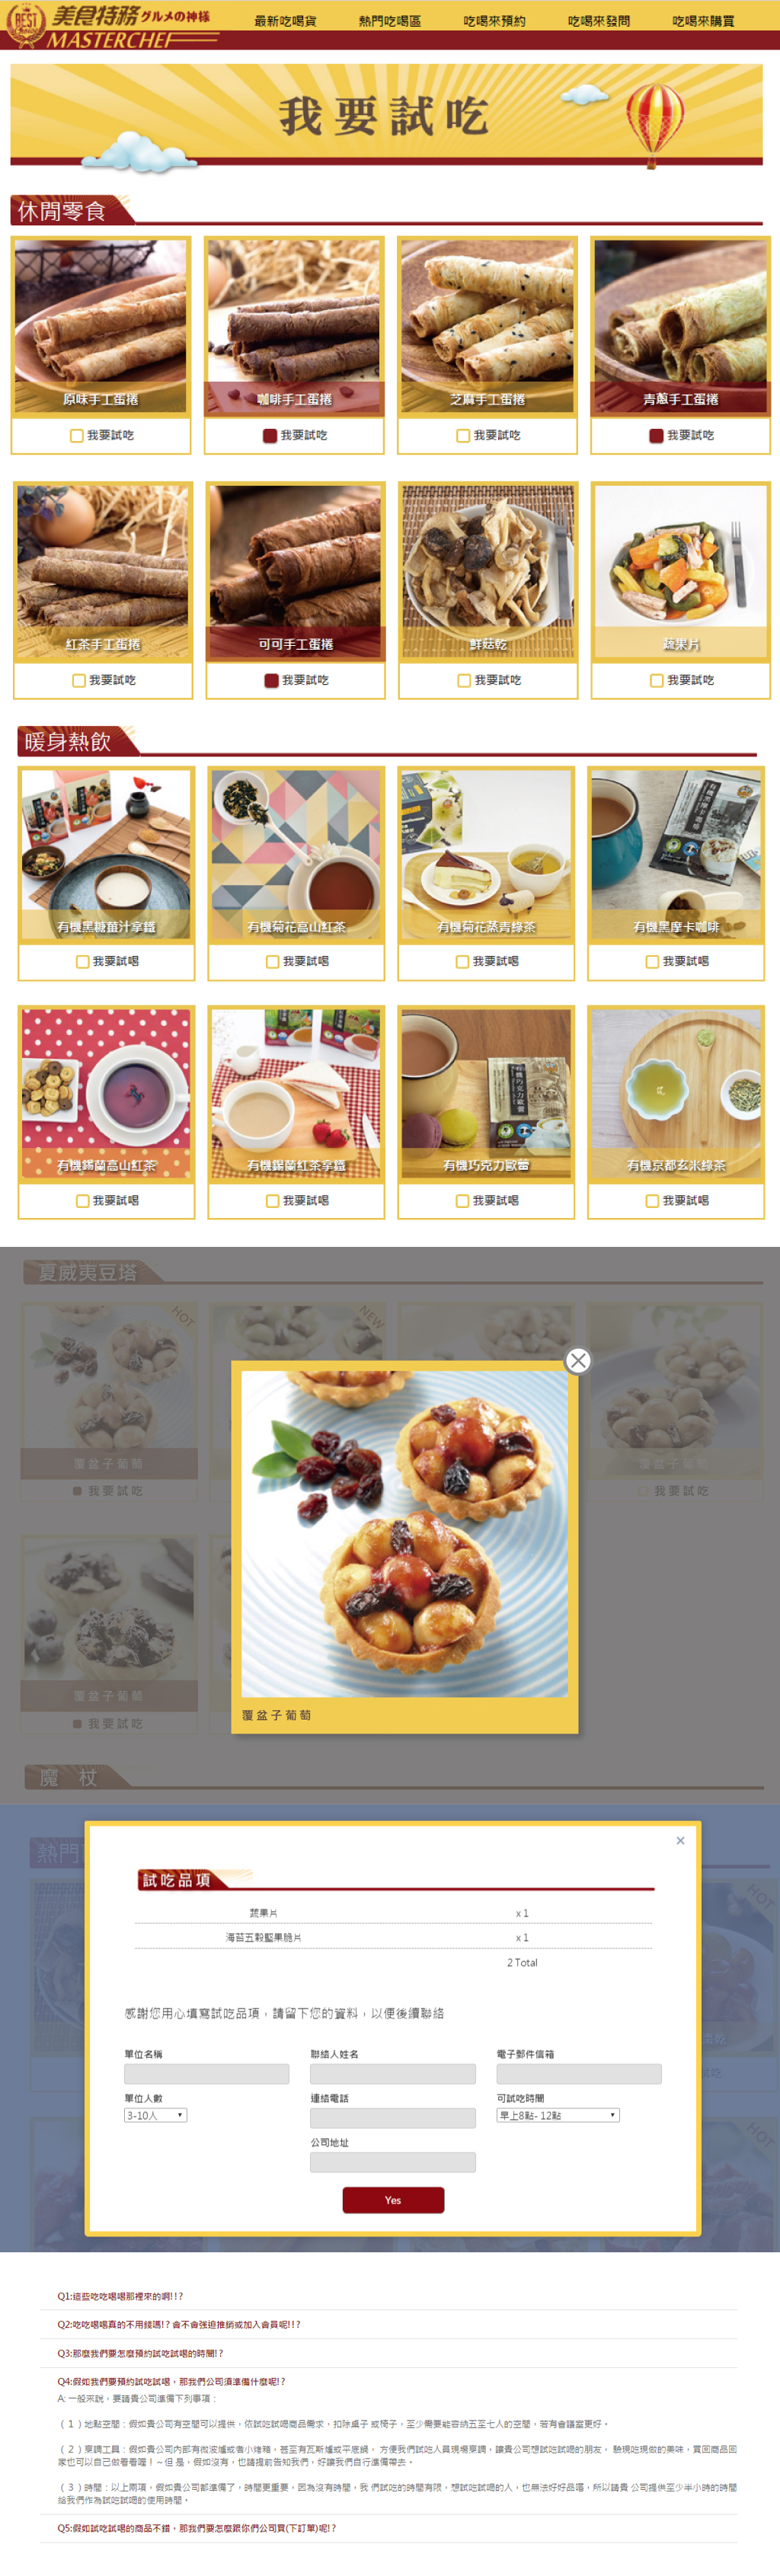 BEST
美食特務 グルメの神様
MASTERCHEF
最新吃喝貨 熱門吃喝區 吃喝來預約 吃喝來發問 吃喝來購買
我要試吃
休閒零食
原味手工蛋捲 咖啡手工蛋捲 芝麻手工蛋捲 青蔥手工蛋捲
我要試吃 我要試吃 我要試吃 我要試吃
紅茶手工蛋捲 可可手工蛋捲 鮮菇乾 蔬果片
我要試吃 我要試吃 我要試吃 我要試吃
暖身熱飲
有機黑糖薑汁拿鐵 有機菊花高山紅茶 有機菊花蒸青綠茶 有機黑摩卡咖啡
我要試喝 我要試喝 我要試喝 我要試喝
有機錫蘭高山紅茶 有機錫蘭紅茶拿鐵 有機巧克力歐蕾 有機京都玄米綠茶
我要試喝 我要試喝 我要試喝 我要試喝
夏威夷豆塔
HOT NEW
覆盆子葡萄 覆盆子葡萄
我要試吃 我要試吃
覆盆子葡萄
我要試吃
覆盆子葡萄
魔 杖
熱門
HOT
試吃品項
蔬果片 x 1
海苔五穀堅果脆片 x 1
2 Total
感謝您用心填寫試吃品項，請留下您的資料，以便後續聯絡
單位名稱 聯絡人姓名 電子郵件信箱
單位人數 連絡電話 可試吃時間
3-10人 早上8點- 12點
公司地址
Yes
HOT
Q1:這些吃吃喝喝那裡來的啊!!?
Q2:吃吃喝喝真的不用錢嗎!? 會不會強迫推銷或加入會員呢!!?
Q3:那麼我們要怎麼預約試吃試喝的時間!?
Q4:假如我們要預約試吃試喝，那我們公司須準備什麼呢!?
A: 一般來說，要請貴公司準備下列事項：
（1）地點空間：假如貴公司有空間可以提供，依試吃試喝商品需求，扣除桌子 或椅子，至少需要能容納五至七人的空間，若有會議室更好。
（2）烹調工具：假如貴公司內部有微波爐或者小烤箱，甚至有瓦斯爐或平底鍋， 方便我們試吃人員現場烹調，讓貴公司想試吃試喝的朋友， 驗現吃現做的美味，買回商品回
家也可以自己做看看喔！～但 是，假如沒有，也請提前告知我們，好讓我們自行準備帶去。
（3）時間：以上兩項，假如貴公司都準備了，時間更重要，因為沒有時間，我 們試吃的時間有限，想試吃試喝的人，也無法好好品嚐，所以請貴 公司提供至少半小時的時間
給我們作為試吃試喝的使用時間。
Q5:假如試吃試喝的商品不錯，那我們要怎麼跟你們公司買(下訂單)呢!?